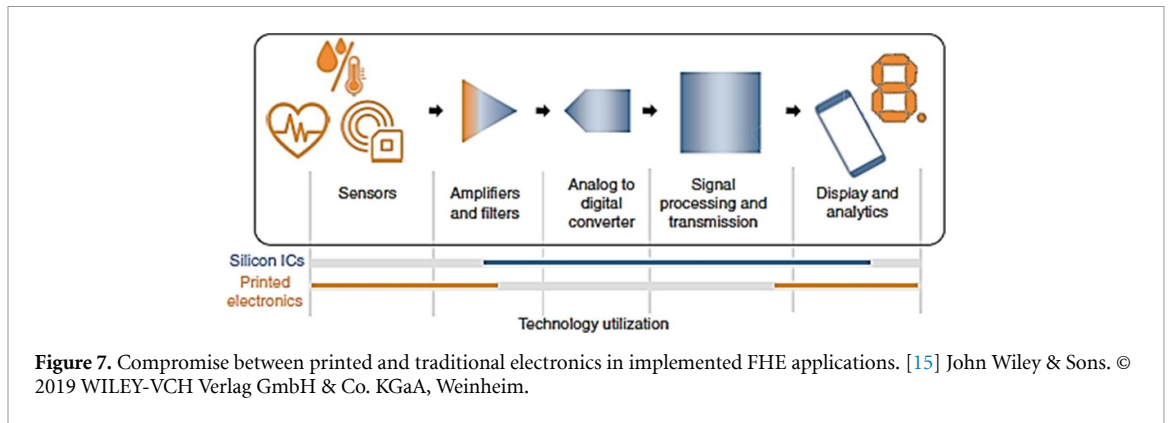 8.
Sensors
Amplifiers
and filters
Analog to
digital
converter
Signal
processing and
transmission
Display and
analytics
Silicon ICs
Printed
electronics
Technology utilization
Figure 7. Compromise between printed and traditional electronics in implemented FHE applications. [15] John Wiley & Sons. ©
2019 WILEY-VCH Verlag GmbH & Co. KGaA, Weinheim.